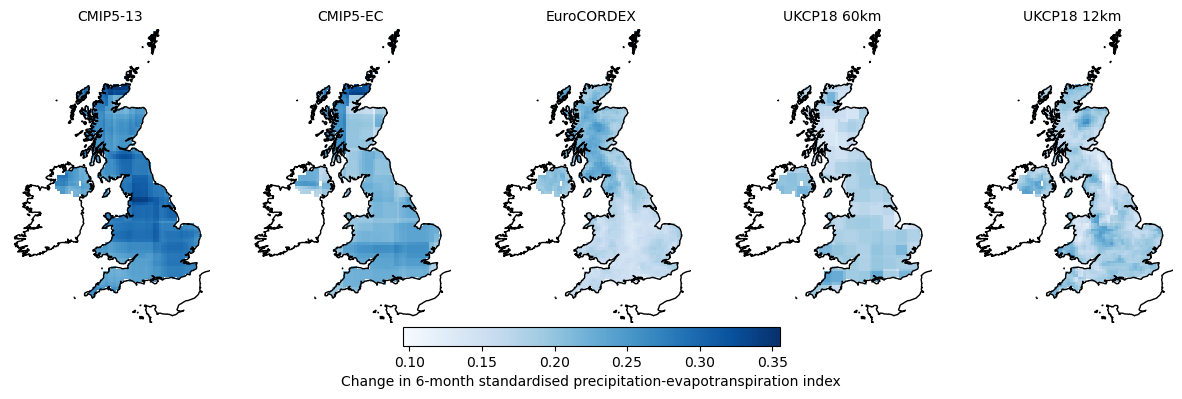 CMIP5-13 CMIP5-EC EuroCORDEX UKCP18 60km UKCP18 12km
0.10 0.15 0.20 0.25 0.30 0.35
Change in 6-month standardised precipitation-evapotranspiration index